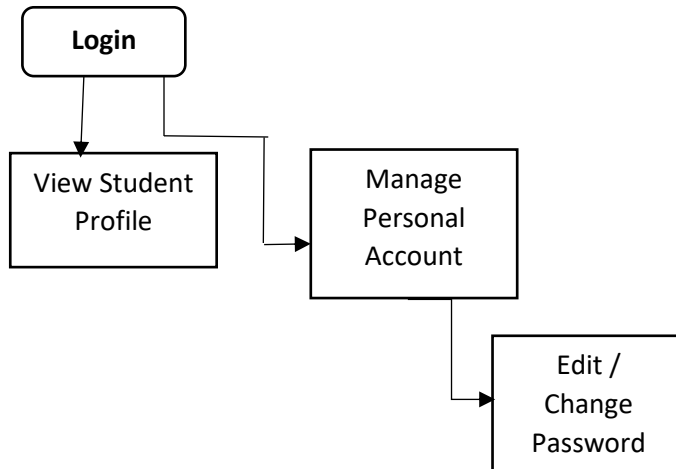 Login
View Student
Profile
Manage
Personal
Account
Edit /
Change
Password